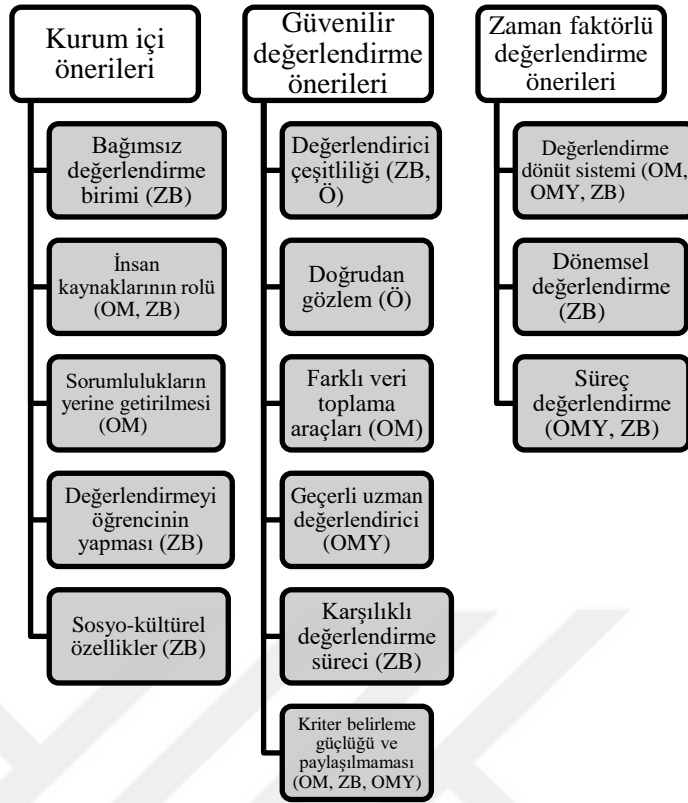 Kurum içi
önerileri
Bağımsız
değerlendirme
birimi (ZB)
İnsan
kaynaklarının rolü
(OM, ZB)
Sorumlulukların
yerine getirilmesi
(OM)
Değerlendirmeyi
öğrencinin
yapması (ZB)
Sosyo-kültürel
özellikler (ZB)
Güvenilir
değerlendirme
önerileri
Değerlendirici
çeşitliliği (ZB,
Ö)
Doğrudan
gözlem (Ö)
Farklı veri
toplama
araçları (OM)
Geçerli uzman
değerlendirici
(OMY)
Karşılıklı
değerlendirme
süreci (ZB)
Kriter belirleme
güçlüğü ve
paylaşılmaması
(OM, ZB, OMY)
Zaman faktörlü
değerlendirme
önerileri
Değerlendirme
dönüt sistemi (OM,
OMY, ZB)
Dönemsel
değerlendirme
(ZB)
Süreç
değerlendirme
(OMY, ZB)